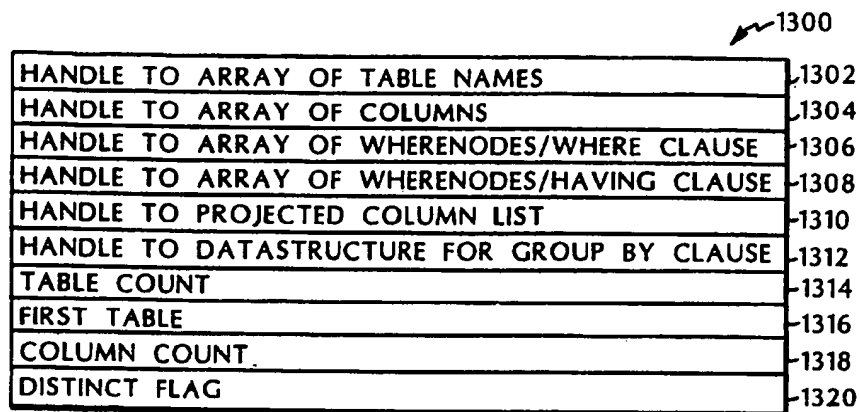 1300
HANDLE TO ARRAY OF TABLE NAMES 1302
HANDLE TO ARRAY OF COLUMNS 1304
HANDLE TO ARRAY OF WHERENODES/WHERE CLAUSE 1306
HANDLE TO ARRAY OF WHERENODES/HAVING CLAUSE 1308
HANDLE TO PROJECTED COLUMN LIST 1310
HANDLE TO DATASTRUCTURE FOR GROUP BY CLAUSE 1312
TABLE COUNT 1314
FIRST TABLE 1316
COLUMN COUNT 1318
DISTINCT FLAG 1320